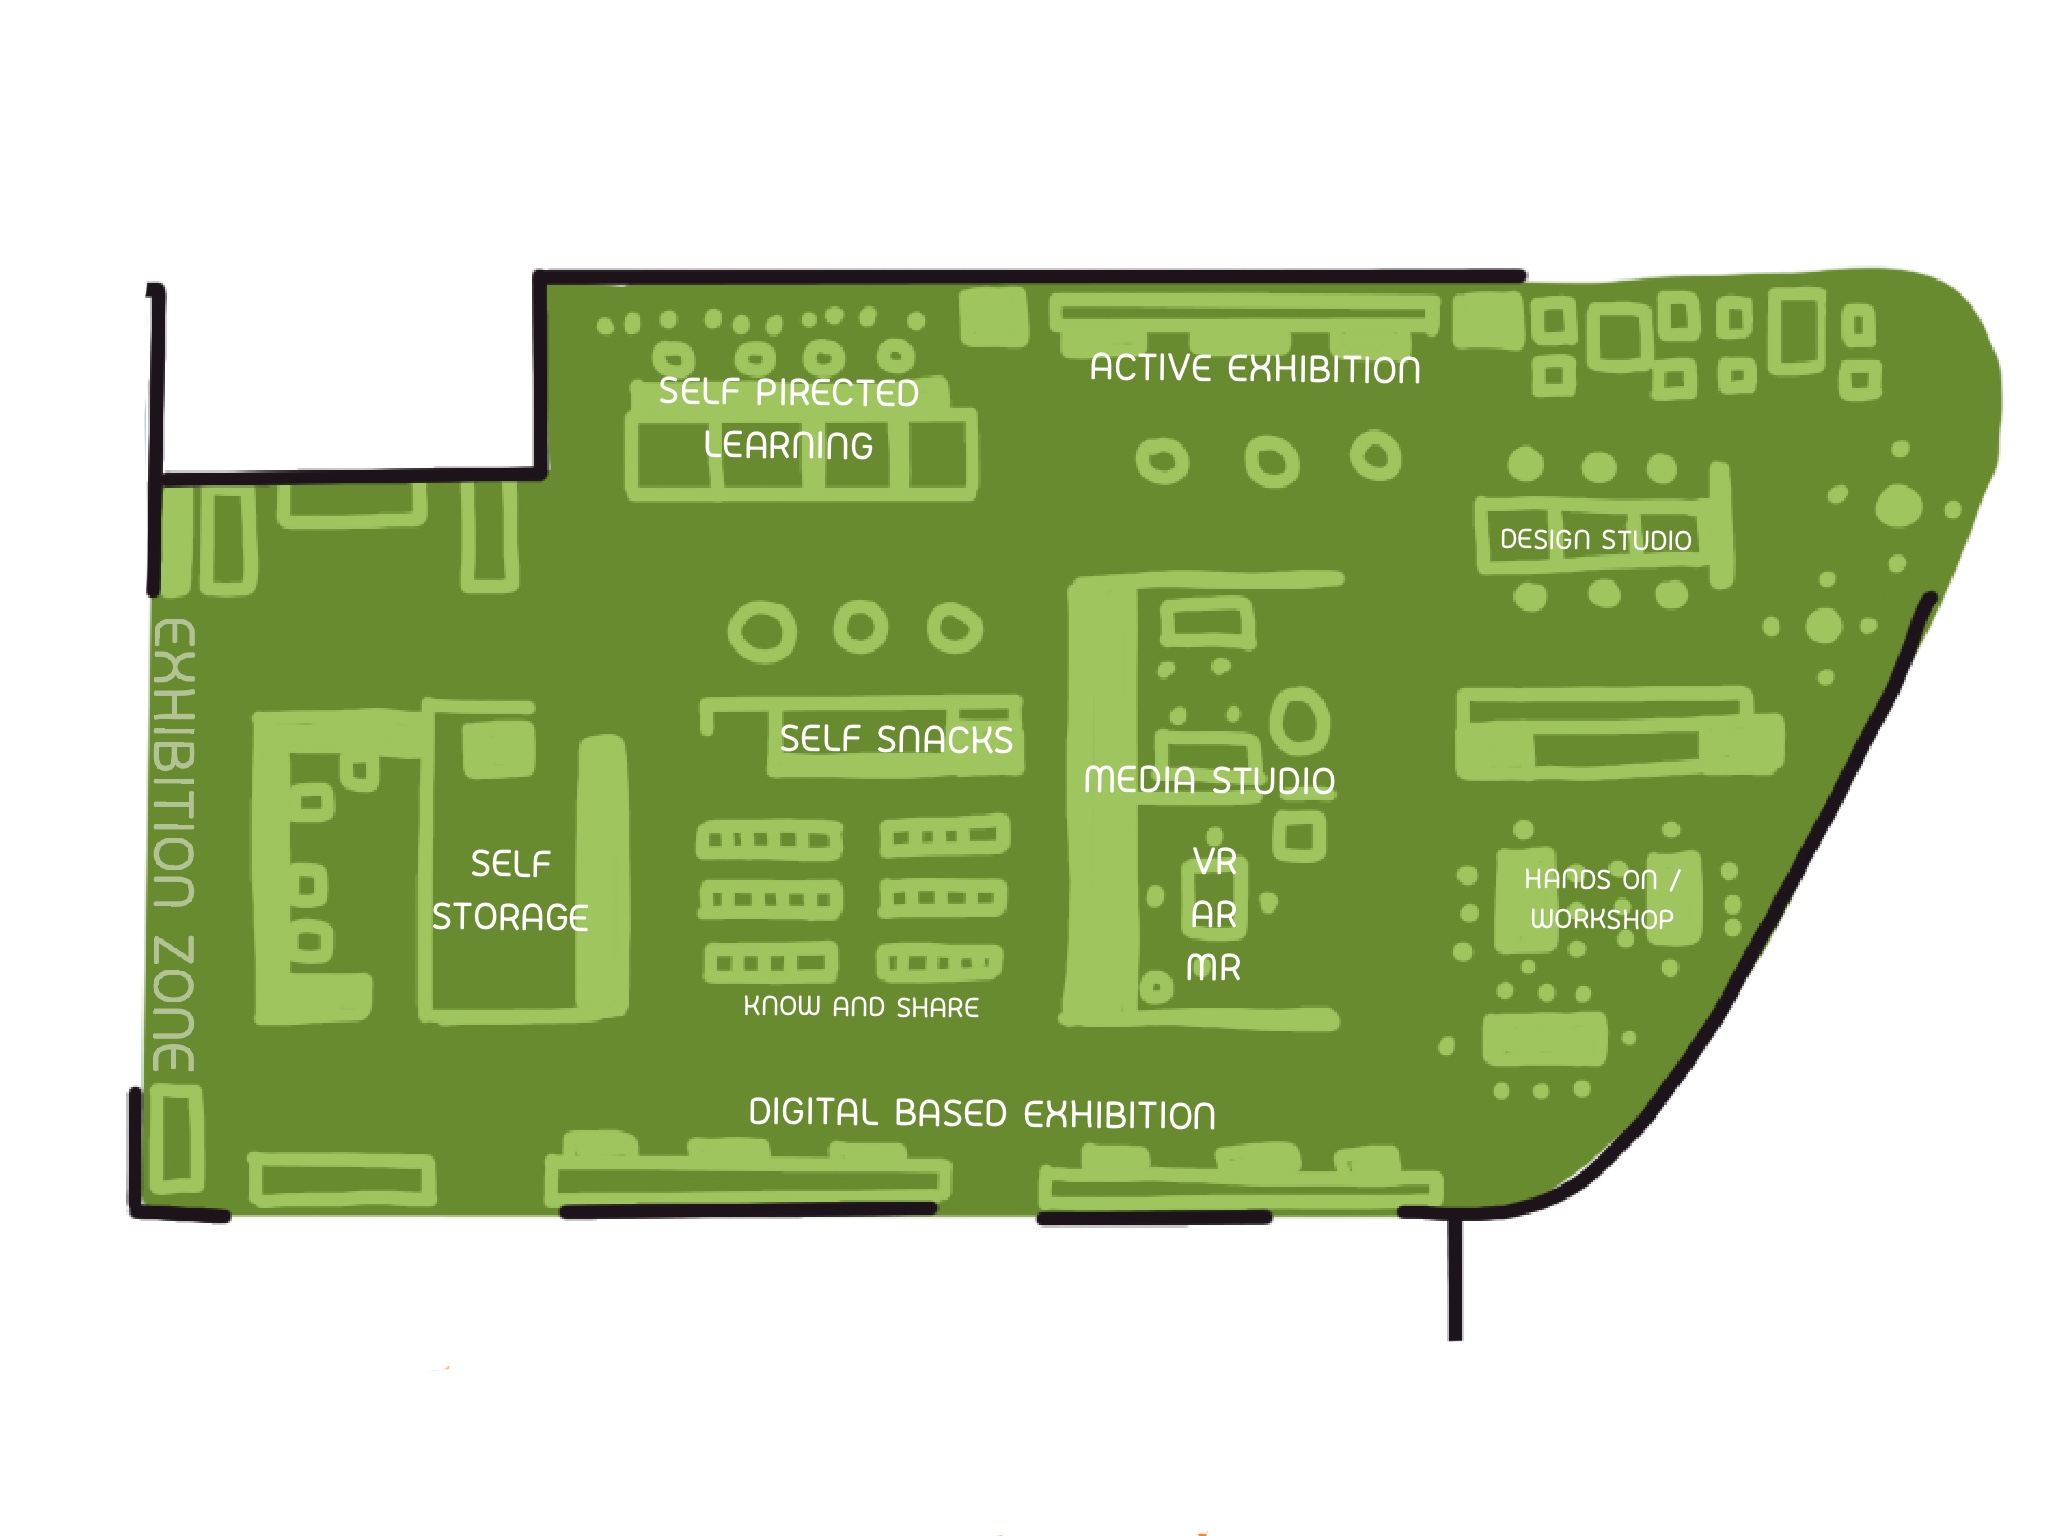 ACTIVE EXHIBITION
SELF PIRECTED
LEARNING
DESIGN STUDIO
EXHIBITION ZONE
SELF SNACKS
MEDIA STUDIO
SELF
STORAGE
VR
AR
MR
HANDS ON /
WORKSHOP
KNOW AND SHARE
DIGITAL BASED EXHIBITION